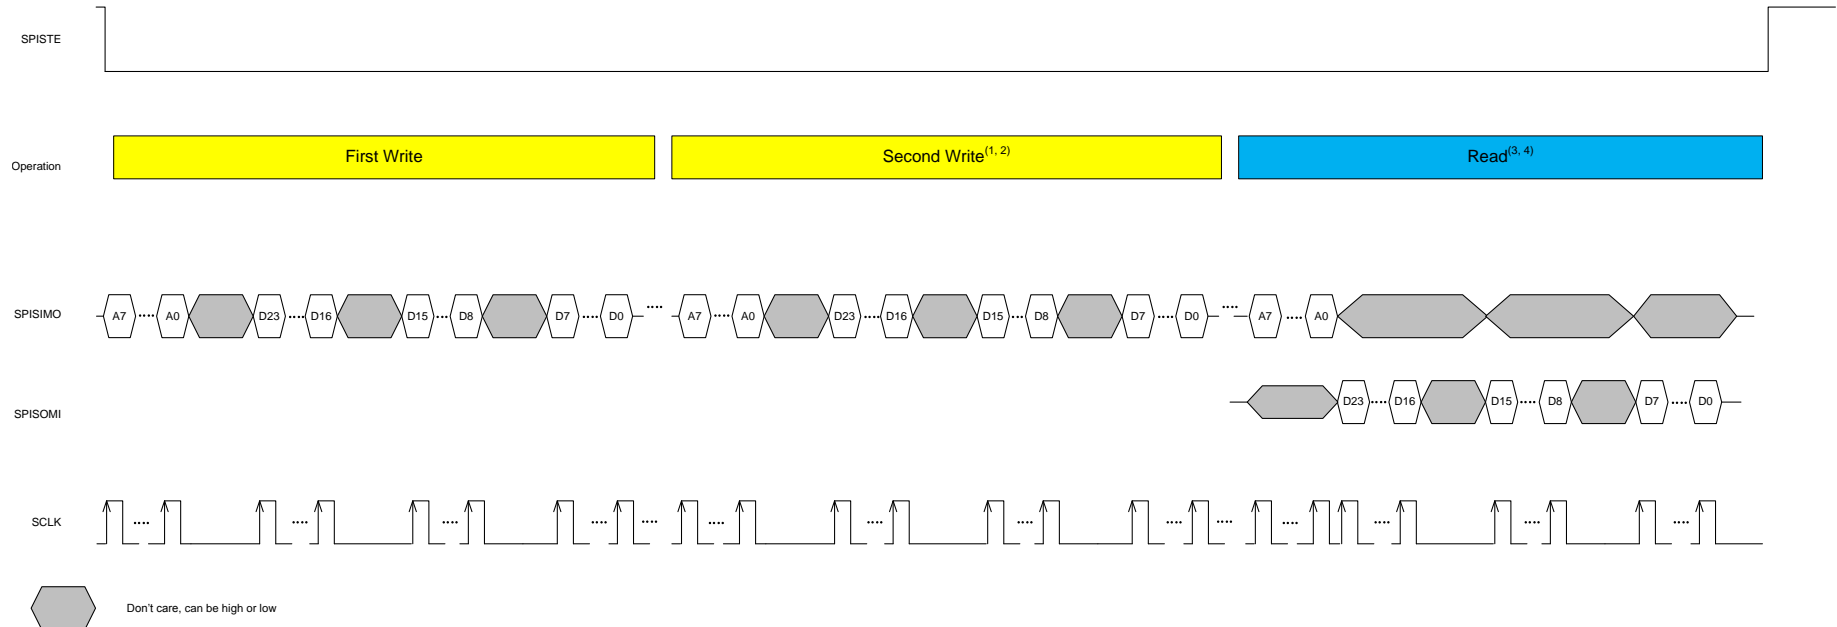 SPISTE
Operation
First Write
Second Write(1, 2)
Read(3, 4)
SPISIMO
A7 .... A0 D23 .... D16 D15 .... D8 D7 .... D0 .... A7 .... A0 D23 .... D16 D15 .... D8 D7 .... D0 .... A7 .... A0
SPISOMI
D23 .... D16 D15 .... D8 D7 .... D0
SCLK
.... .... .... .... .... .... .... .... .... .... .... .... .... ....
Don't care, can be high or low